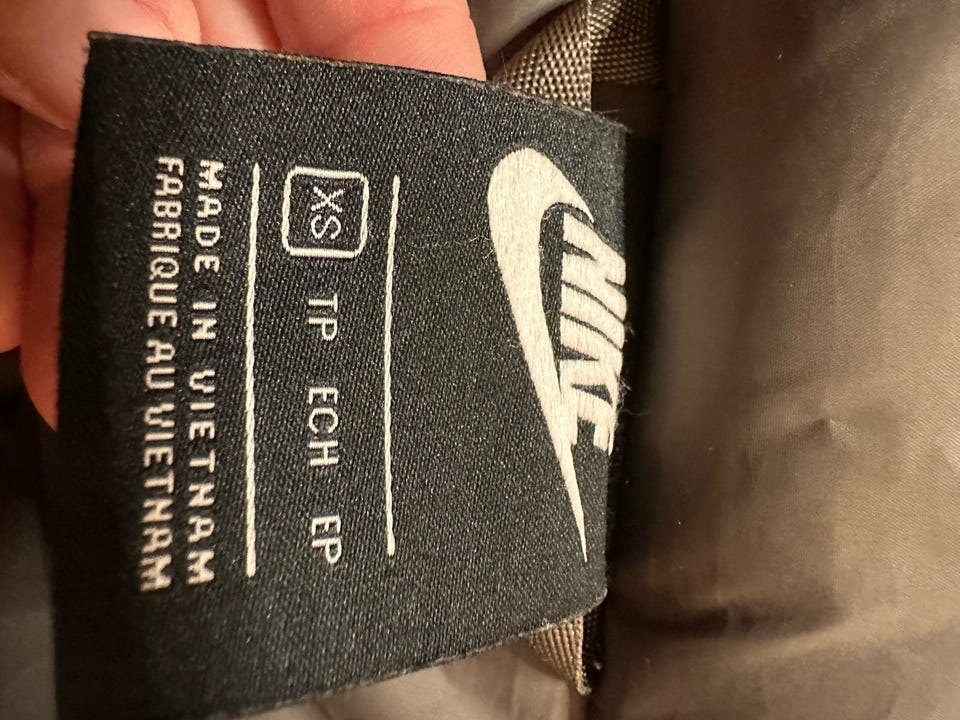 NIKE
XS TP ECH EP
MADE IN VIETNAM
FABRIQUE AU VIETNAM